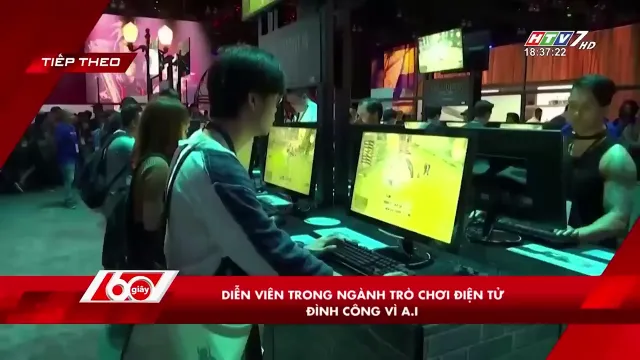 TIẾP THEO
HTV7 HD
18:37:22
60 giây
DIỄN VIÊN TRONG NGÀNH TRÒ CHƠI ĐIỆN TỬ
ĐÌNH CÔNG VÌ A.I